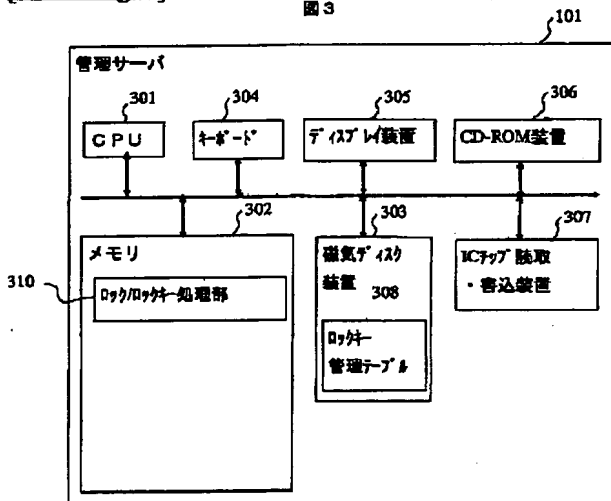 図3
101
管理サーバ
301
304
305
306
CPU
キーボード
ディスプレイ装置
CD-ROM装置
302
303
307
メモリ
磁気ディスク
装置
308
ICチップ読取
・書込装置
310
ロック/ロックキー処理部
ロックキー
管理テーブル